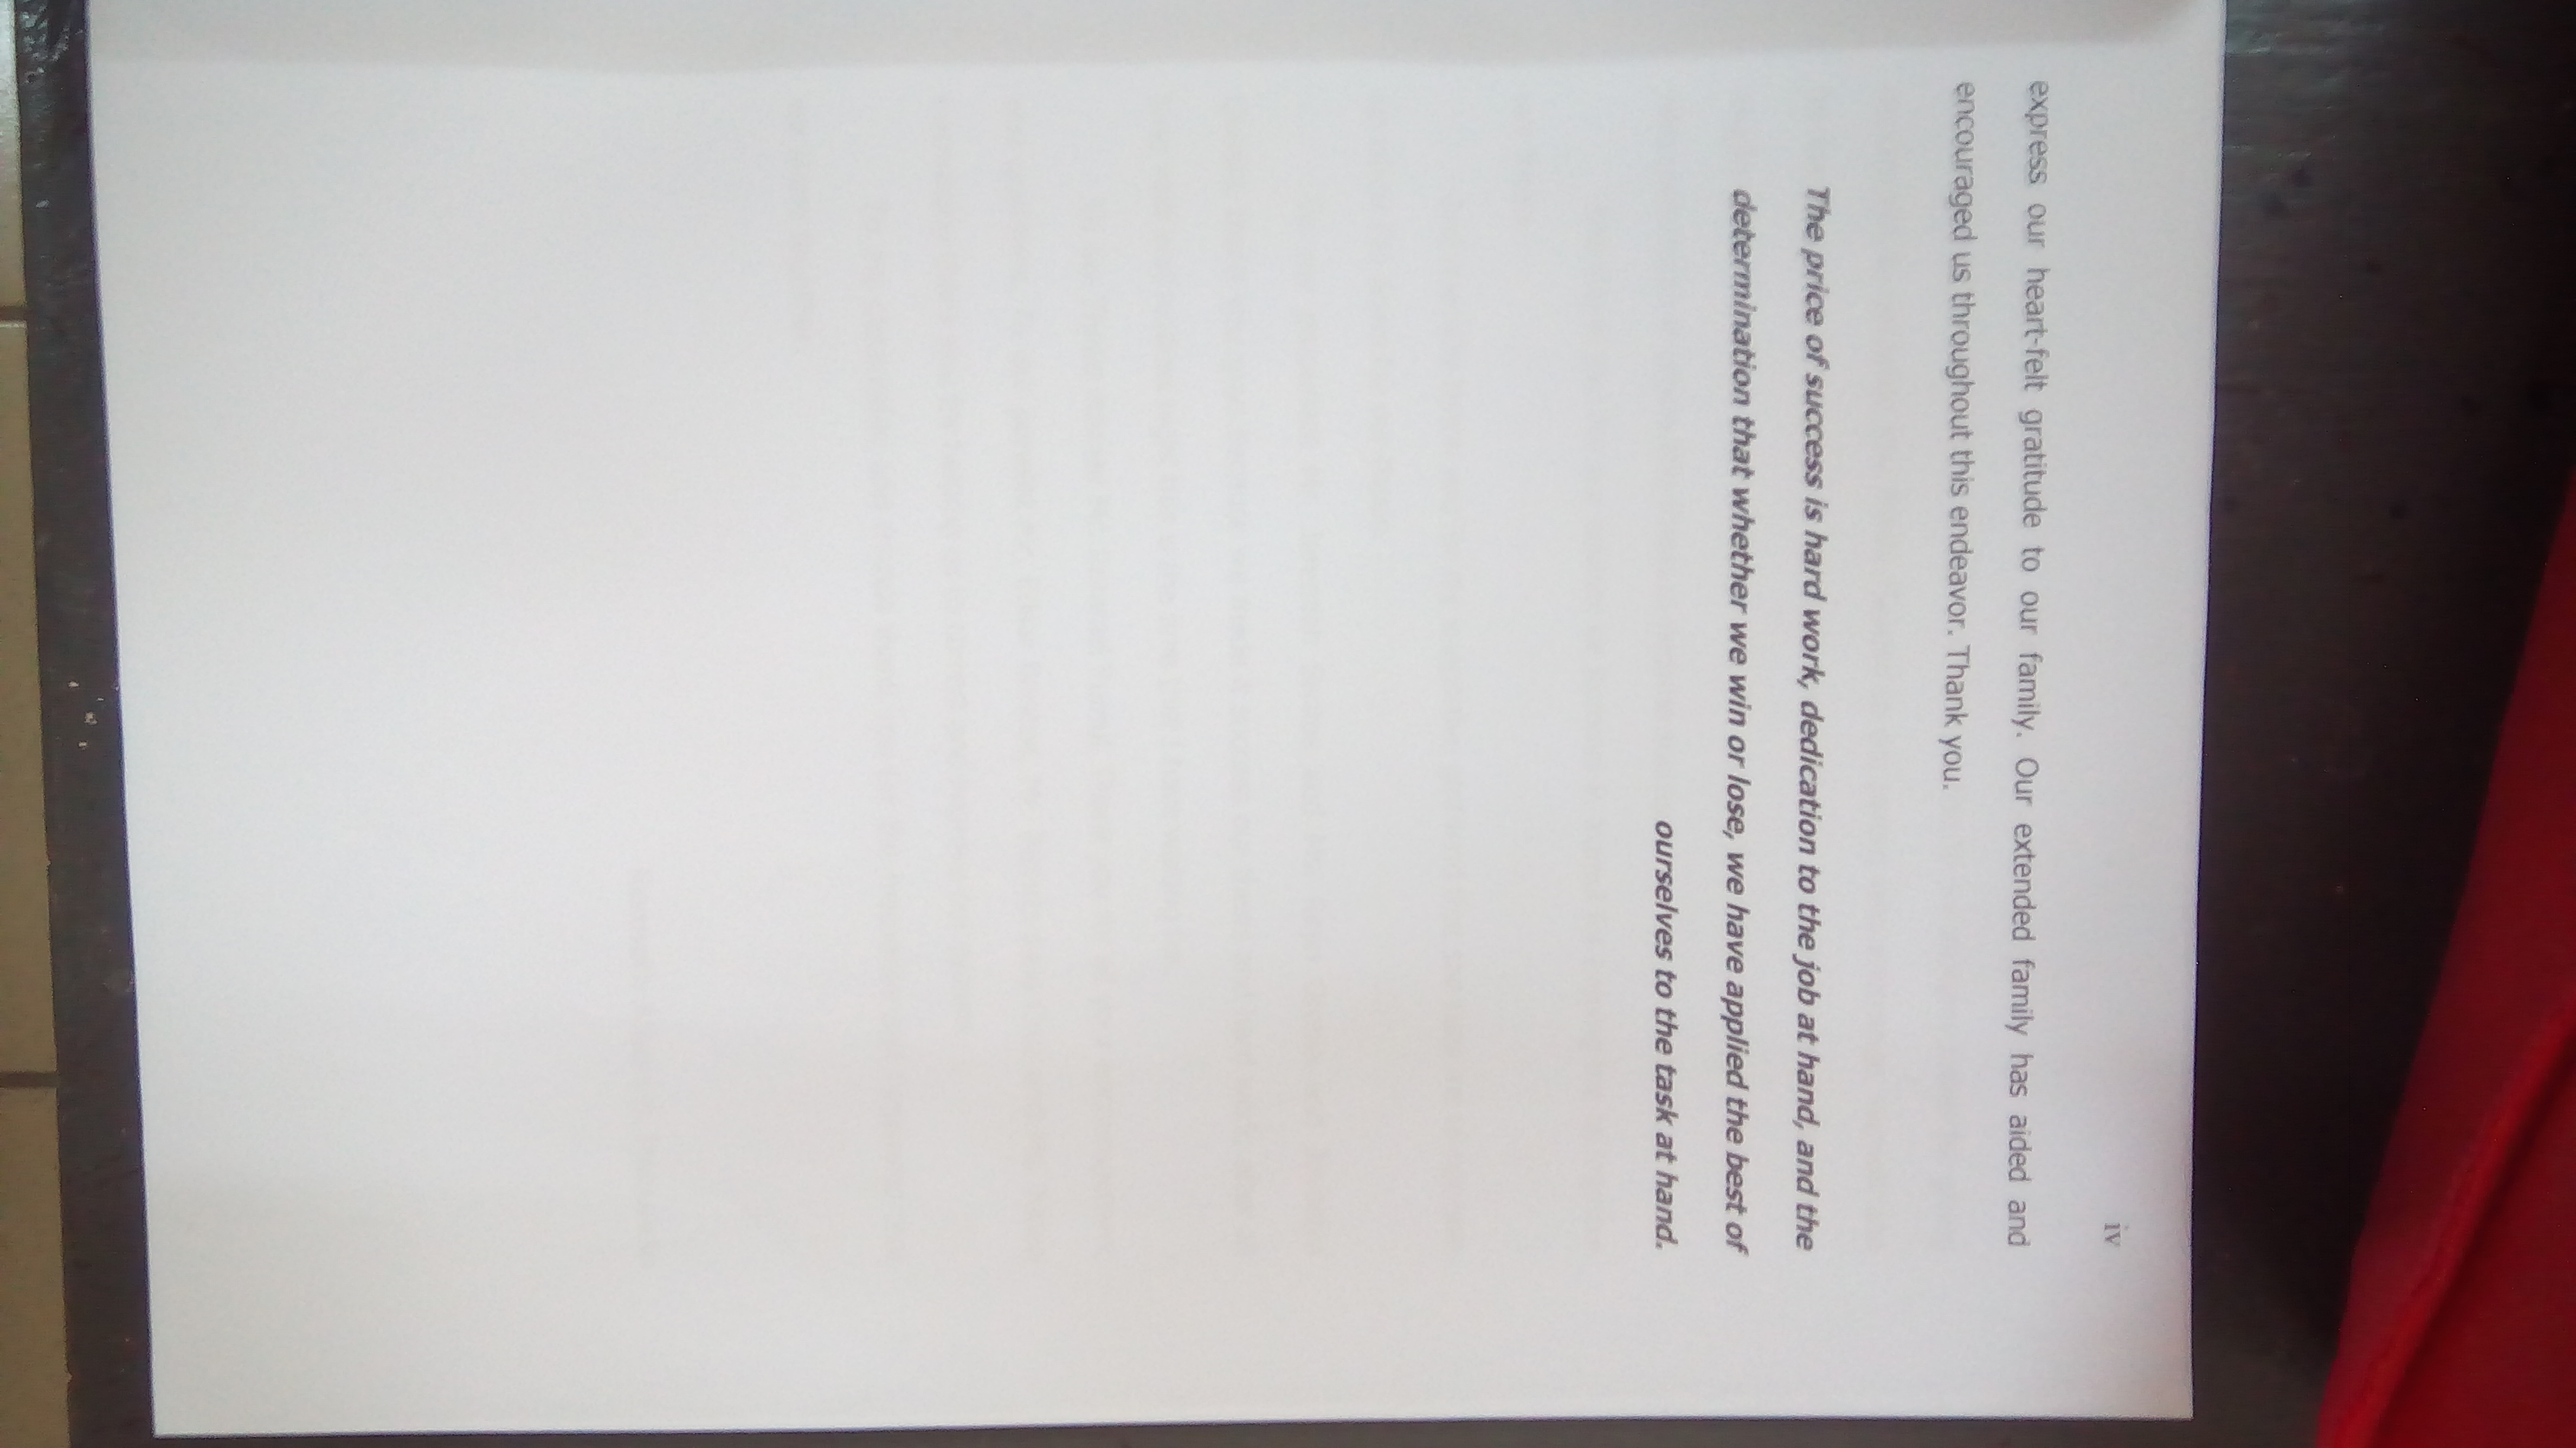 iv
express our heart-felt gratitude to our family. Our extended family has aided and
encouraged us throughout this endeavor. Thank you.
The price of success is hard work, dedication to the job at hand, and the
determination that whether we win or lose, we have applied the best of
ourselves to the task at hand.